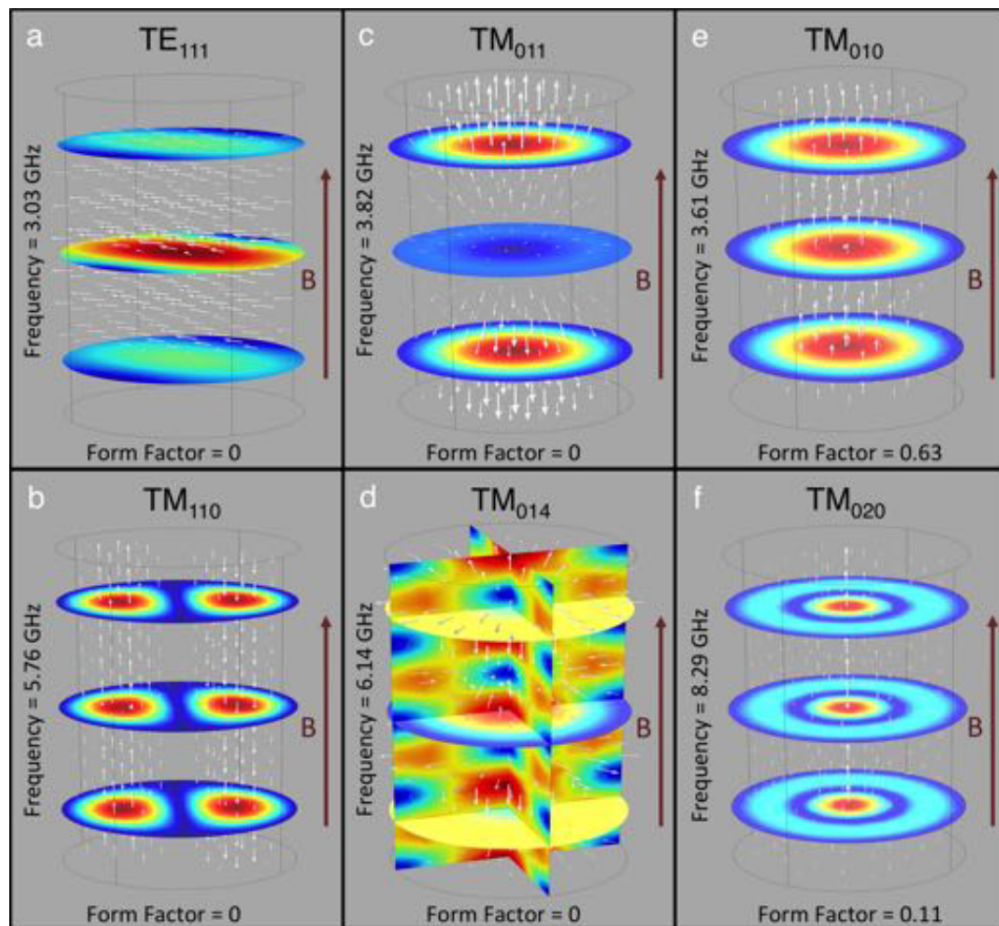 a
TE₁₁₁
Frequency = 3.03 GHz
B
Form Factor = 0
c
TM₀₁₁
Frequency = 3.82 GHz
B
Form Factor = 0
e
TM₀₁₀
Frequency = 3.61 GHz
B
Form Factor = 0.63
b
TM₁₁₀
Frequency = 5.76 GHz
B
Form Factor = 0
d
TM₀₁₄
Frequency = 6.14 GHz
B
Form Factor = 0
f
TM₀₂₀
Frequency = 8.29 GHz
B
Form Factor = 0.11